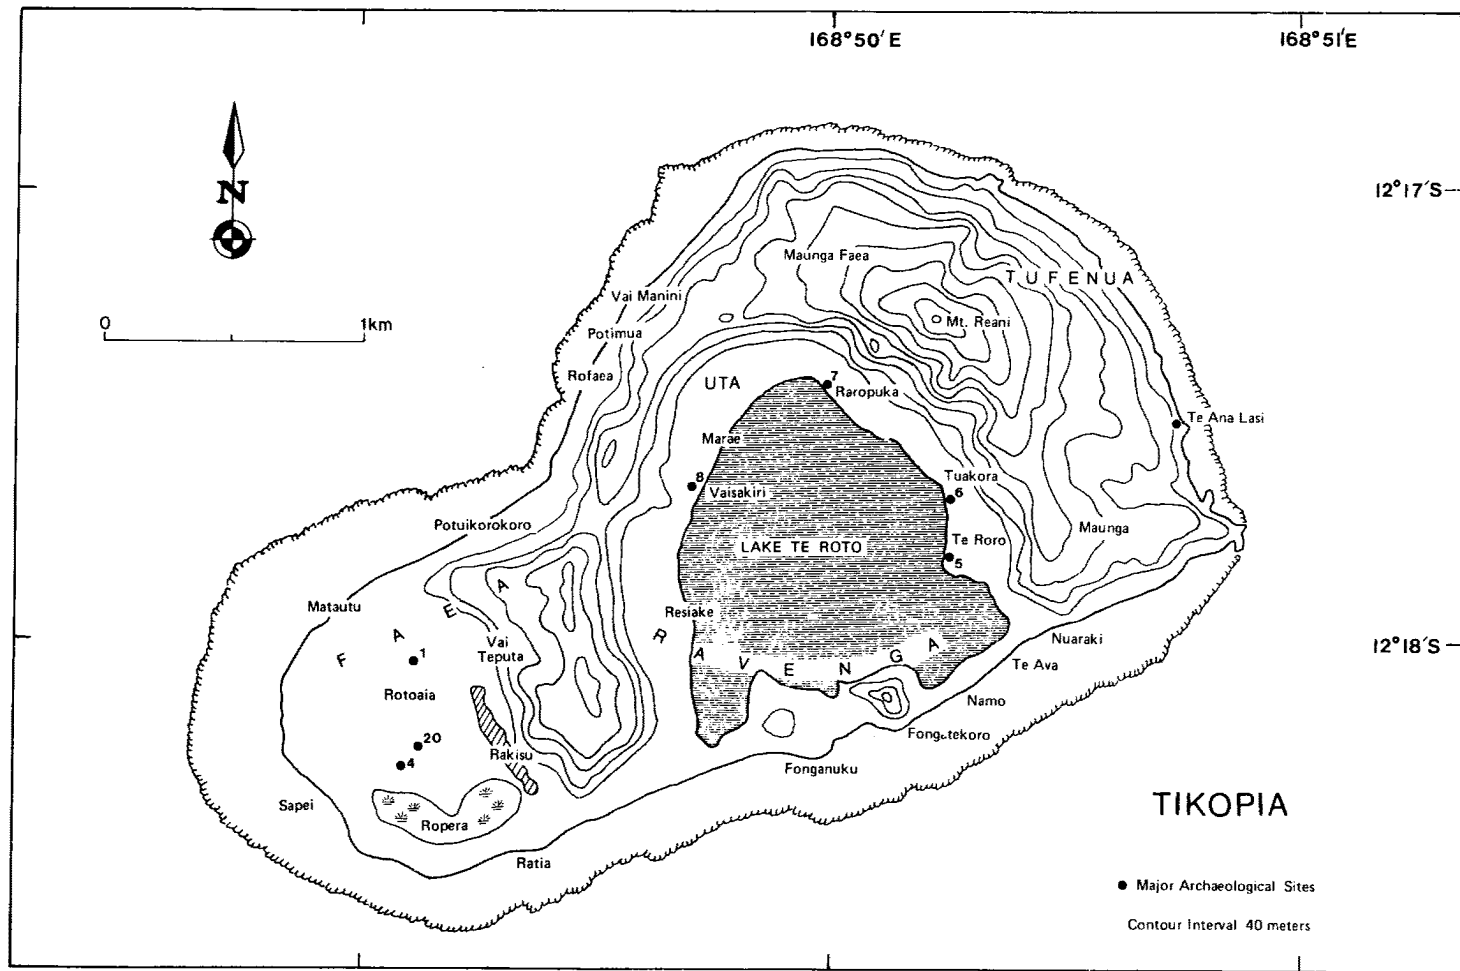 168°50′E
168°51′E
12°17′S
N
Maunga Faea
TUFENUA
Vai Manini
0
1km
Mt. Reani
Potimua
Rofaea
UTA
7
Raropuka
Te Ana Lasi
Marae
8
Vaisakiri
Tuakora
6
Potuikorokoro
Maunga
LAKE TE ROTO
Te Roro
5
Matautu
FAEA
Resiake
RAVENGA
Vai
Teputa
Nuaraki
12°18′S
1
Te Ava
Rotoaia
Namo
20
Rakisu
4
Fonganuku
Sapei
Ropera
TIKOPIA
Ratia
Major Archaeological Sites
Contour Interval 40 meters